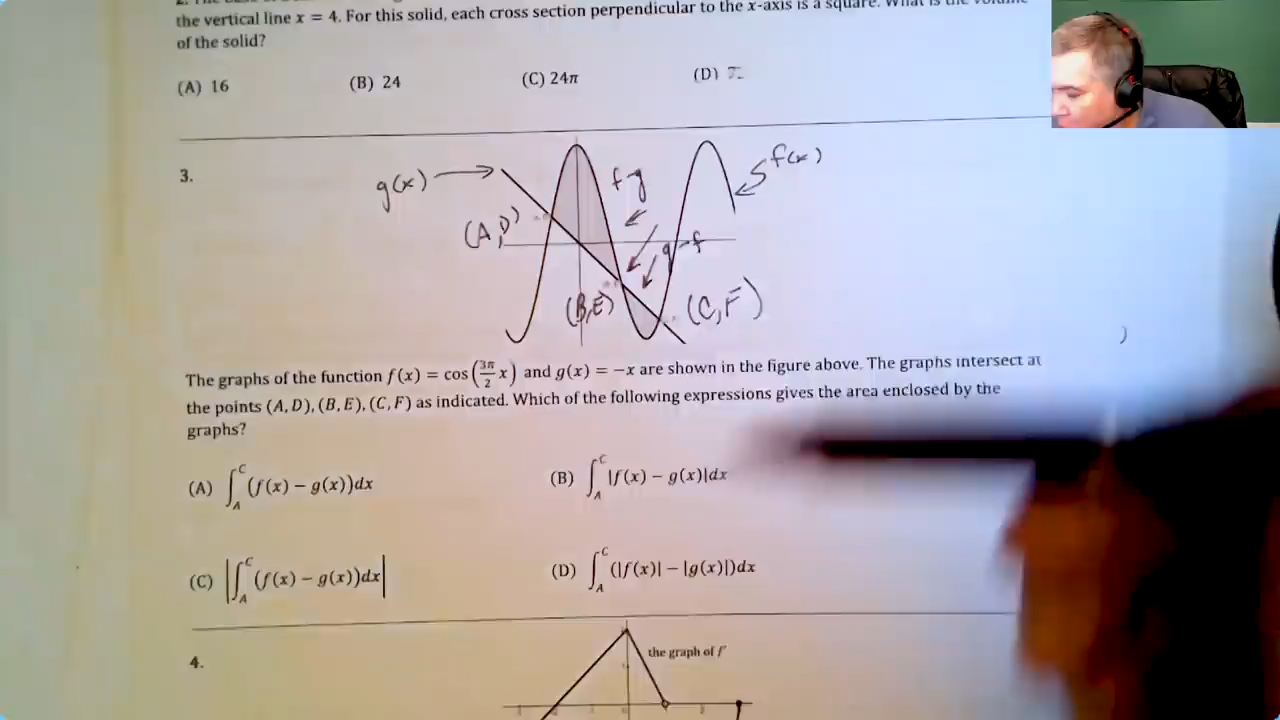 the vertical line x = 4. For this solid, each cross section perpendicular to the x-axis is a square. What is the volume
of the solid?
(A) 16 (B) 24 (C) 24π (D)
3.
g(x) f(x)
f-g
(A,D)
g-f
(B,E) (C,F)
The graphs of the function f(x) = cos(3π/2 x) and g(x) = −x are shown in the figure above. The graphs intersect at
the points (A, D), (B, E), (C, F) as indicated. Which of the following expressions gives the area enclosed by the
graphs?
(A) ∫_A^C (f(x) − g(x))dx (B) ∫_A^C |f(x) − g(x)|dx
(C) |∫_A^C (f(x) − g(x))dx| (D) ∫_A^C (|f(x)| − |g(x)|)dx
4.
the graph of f′